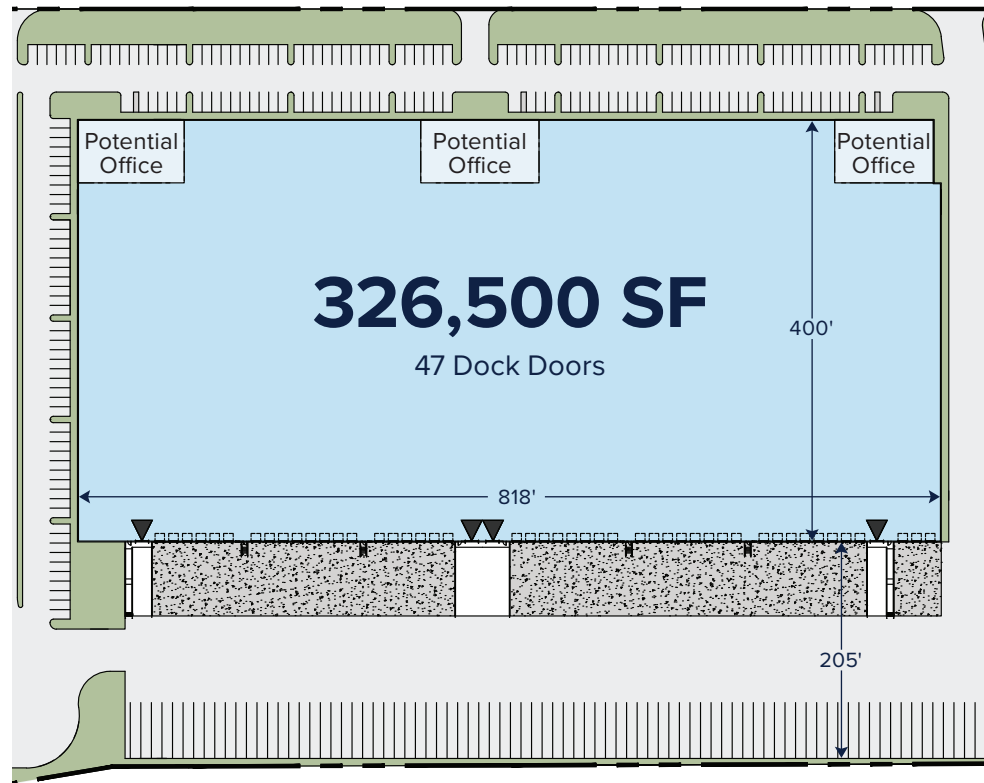 Potential
Office
Potential
Office
Potential
Office
326,500 SF
400'
47 Dock Doors
818'
205'